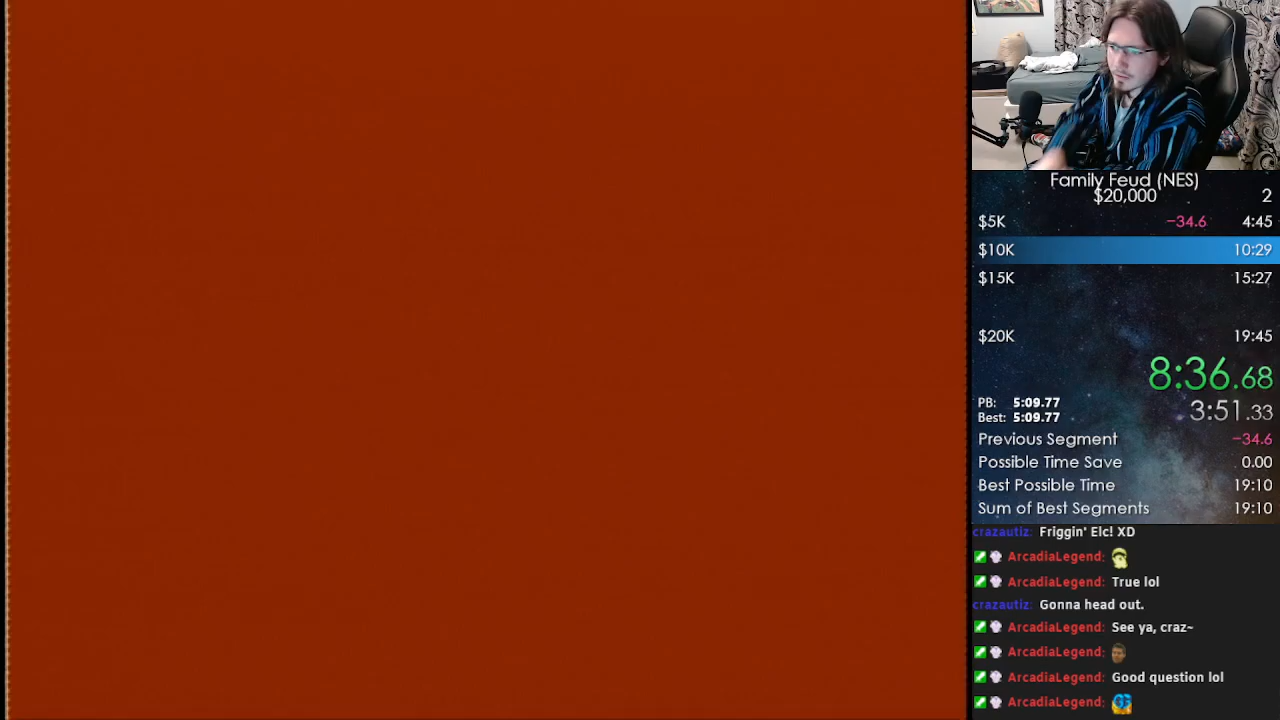 Family Feud (NES)
$20,000 2
$5K −34.6 4:45
$10K 10:29
$15K 15:27
$20K 19:45
8:36.68
PB: 5:09.77
Best: 5:09.77
3:51.33
Previous Segment −34.6
Possible Time Save 0.00
Best Possible Time 19:10
Sum of Best Segments 19:10
crazautiz: Friggin' Elc! XD
ArcadiaLegend:
ArcadiaLegend: True lol
crazautiz: Gonna head out.
ArcadiaLegend: See ya, craz~
ArcadiaLegend:
ArcadiaLegend: Good question lol
ArcadiaLegend: